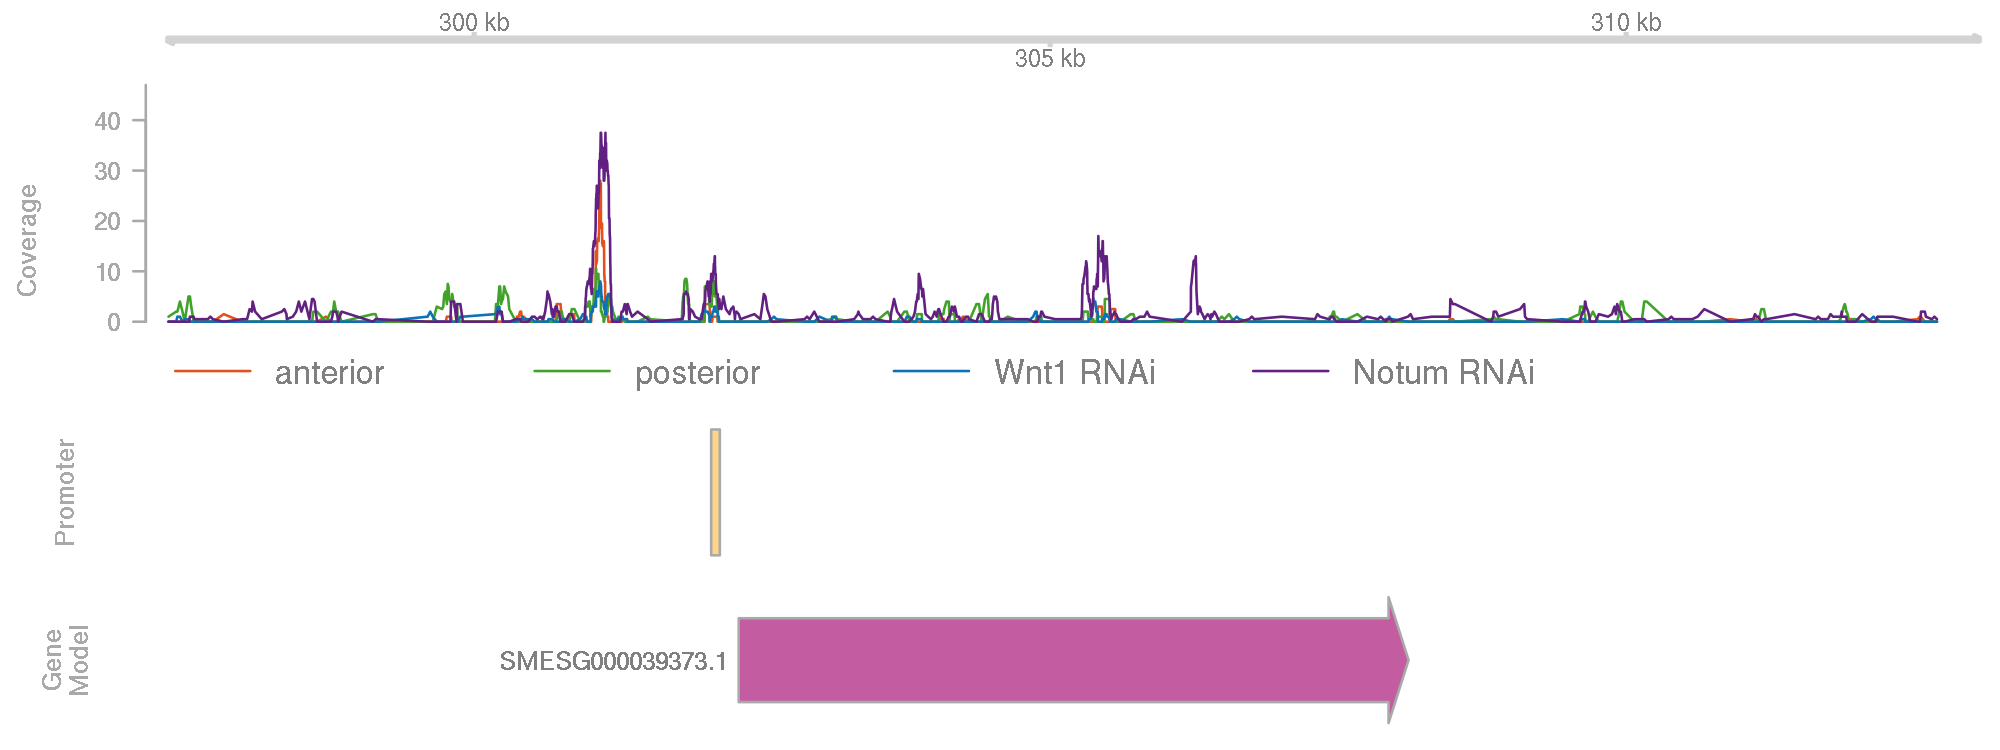 300 kb
310 kb
305 kb
Coverage
40
30
20
10
0
anterior
posterior
Wnt1 RNAi
Notum RNAi
Promoter
Gene
Model
SMESG000039373.1